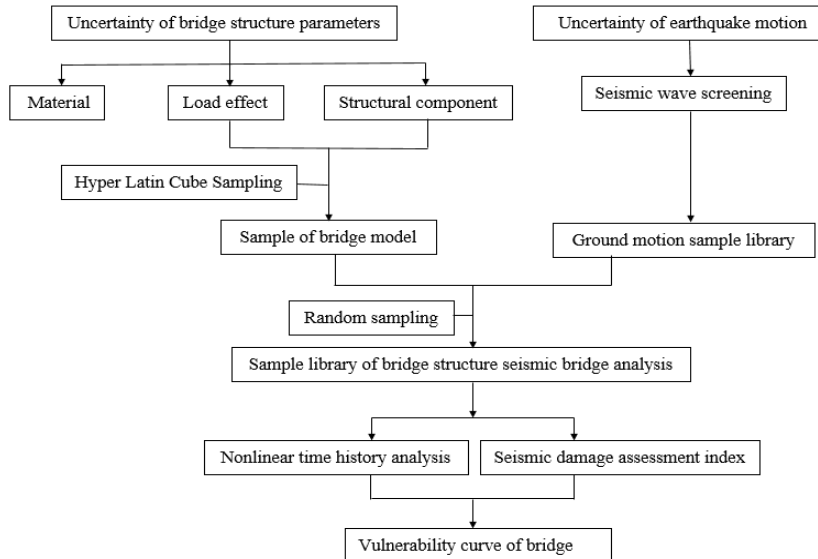 Uncertainty of bridge structure parameters
Uncertainty of earthquake motion
Material
Load effect
Structural component
Seismic wave screening
Hyper Latin Cube Sampling
Sample of bridge model
Ground motion sample library
Random sampling
Sample library of bridge structure seismic bridge analysis
Nonlinear time history analysis
Seismic damage assessment index
Vulnerability curve of bridge